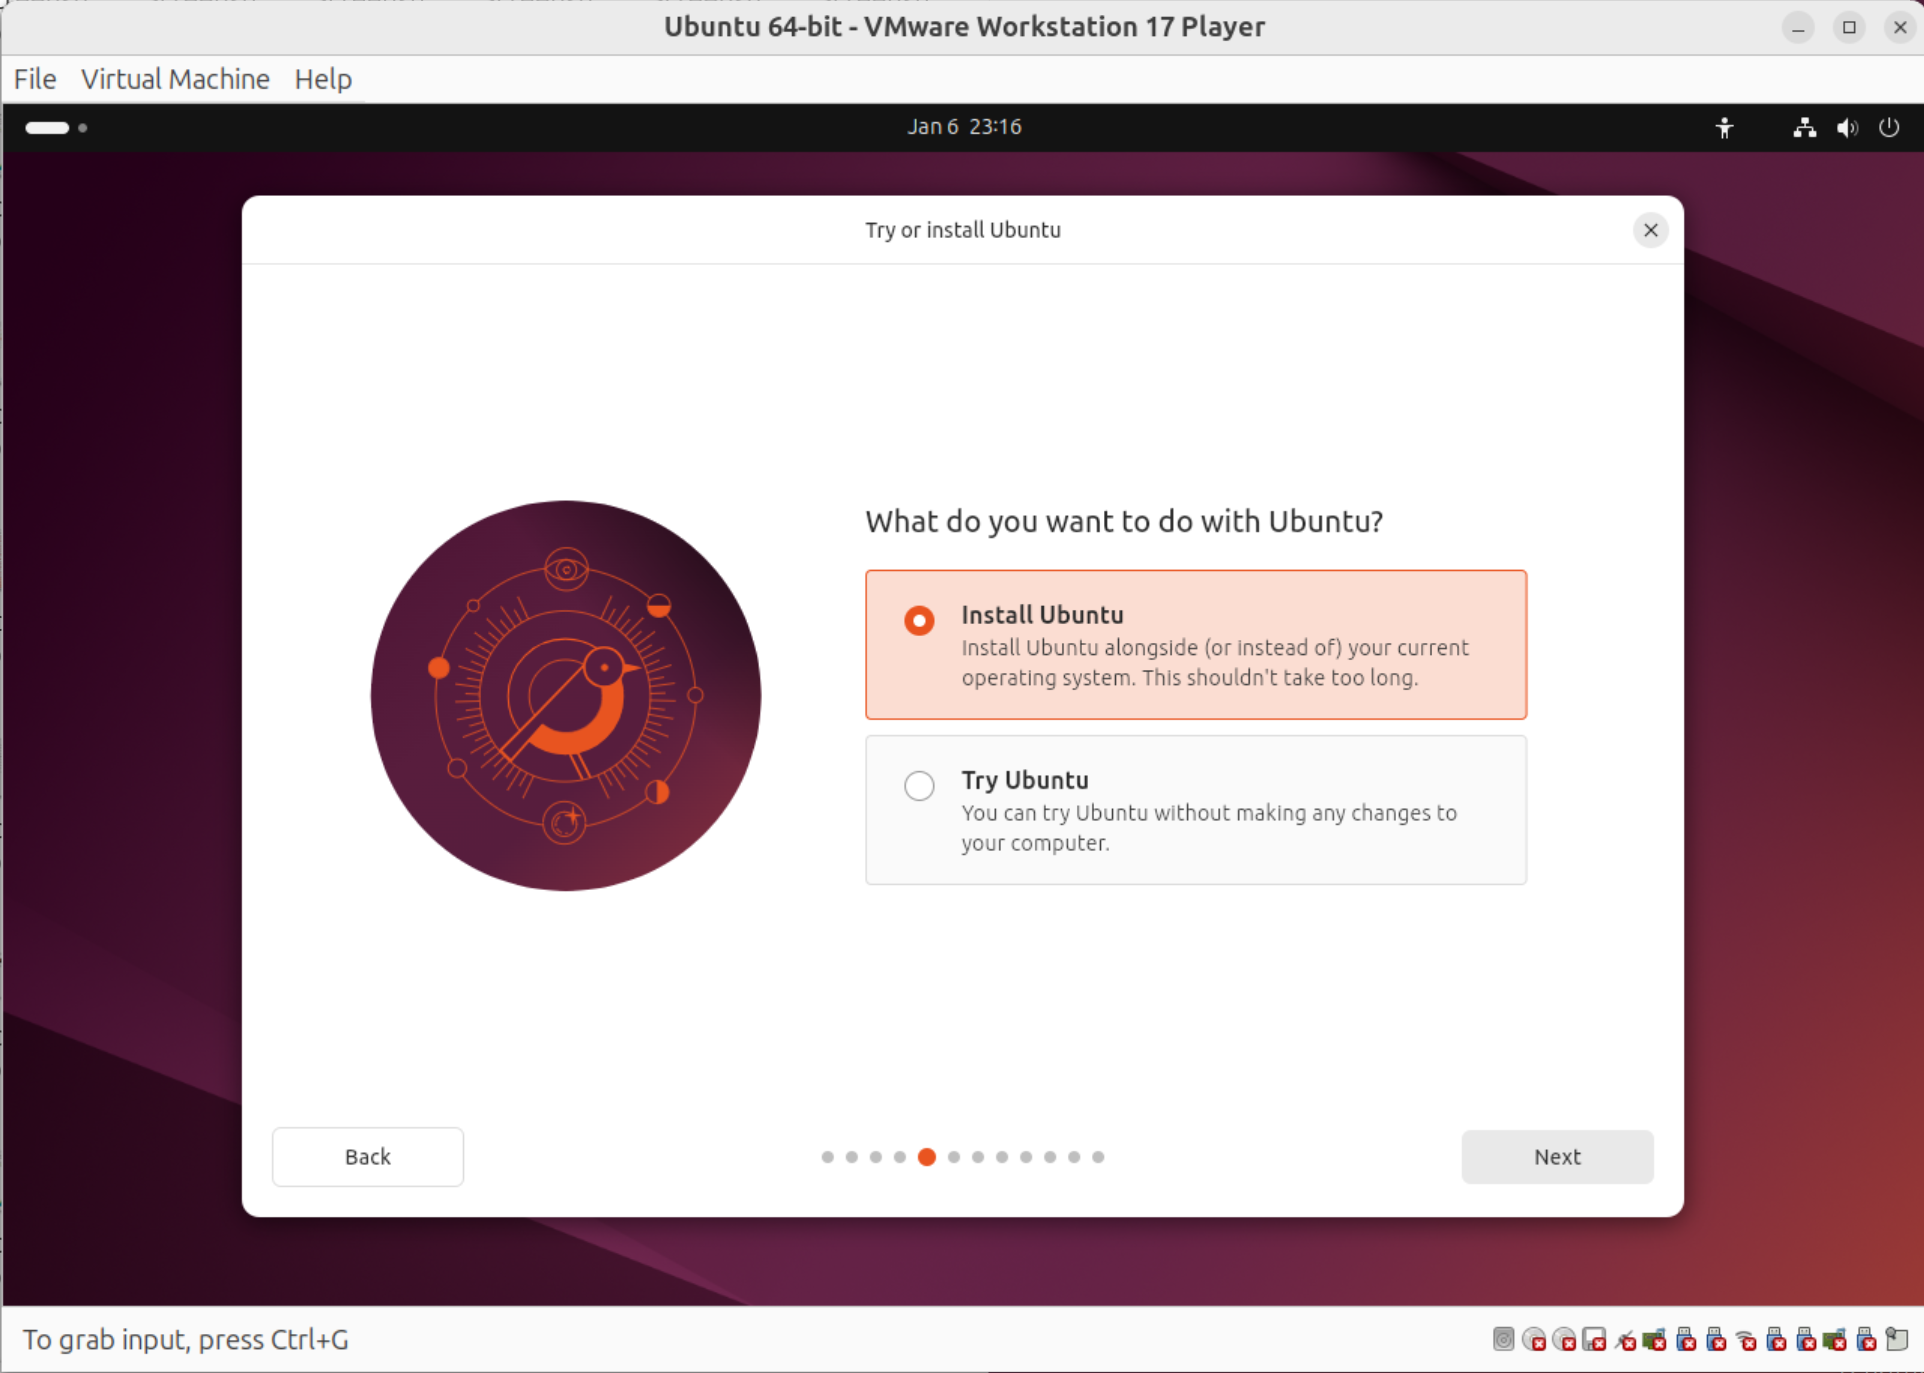 Ubuntu 64-bit - VMware Workstation 17 Player
File Virtual Machine Help
Jan 6 23:16
Try or install Ubuntu
What do you want to do with Ubuntu?
Install Ubuntu
Install Ubuntu alongside (or instead of) your current
operating system. This shouldn't take too long.
Try Ubuntu
You can try Ubuntu without making any changes to
your computer.
Back
Next
To grab input, press Ctrl+G